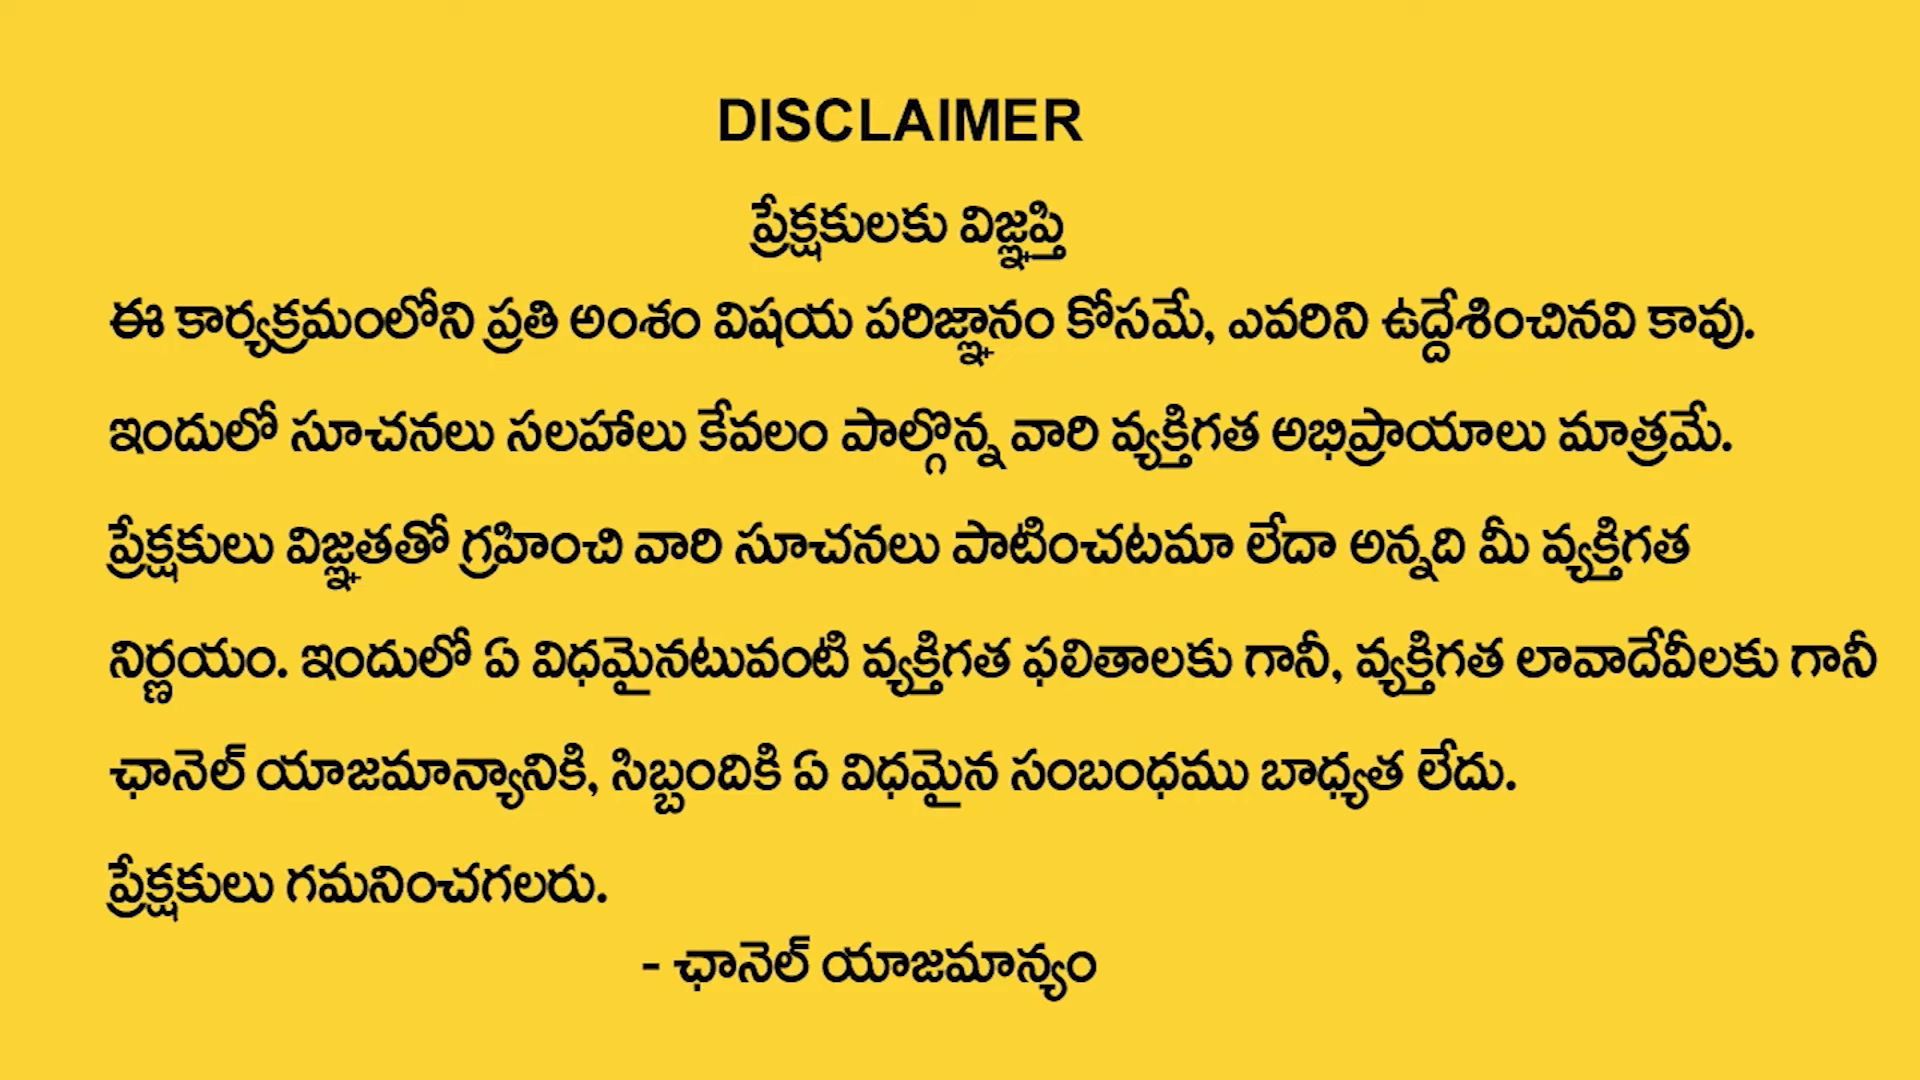 DISCLAIMER
ప్రేక్షకులకు విజ్ఞప్తి
ఈ కార్యక్రమంలోని ప్రతి అంశం విషయ పరిజ్ఞానం కోసమే, ఎవరిని ఉద్దేశించినవి కావు.
ఇందులో సూచనలు సలహాలు కేవలం పాల్గొన్న వారి వ్యక్తిగత అభిప్రాయాలు మాత్రమే.
ప్రేక్షకులు విజ్ఞతతో గ్రహించి వారి సూచనలు పాటించటమా లేదా అన్నది మీ వ్యక్తిగత
నిర్ణయం. ఇందులో ఏ విధమైనటువంటి వ్యక్తిగత ఫలితాలకు గానీ, వ్యక్తిగత లావాదేవీలకు గానీ
ఛానెల్ యాజమాన్యానికి, సిబ్బందికి ఏ విధమైన సంబంధము బాధ్యత లేదు.
ప్రేక్షకులు గమనించగలరు.
- ఛానెల్ యాజమాన్యం